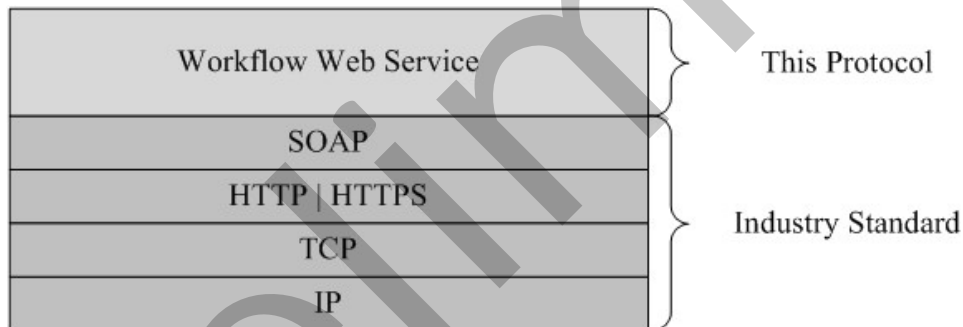 Workflow Web Service
This Protocol
SOAP
HTTP | HTTPS
Industry Standard
TCP
IP